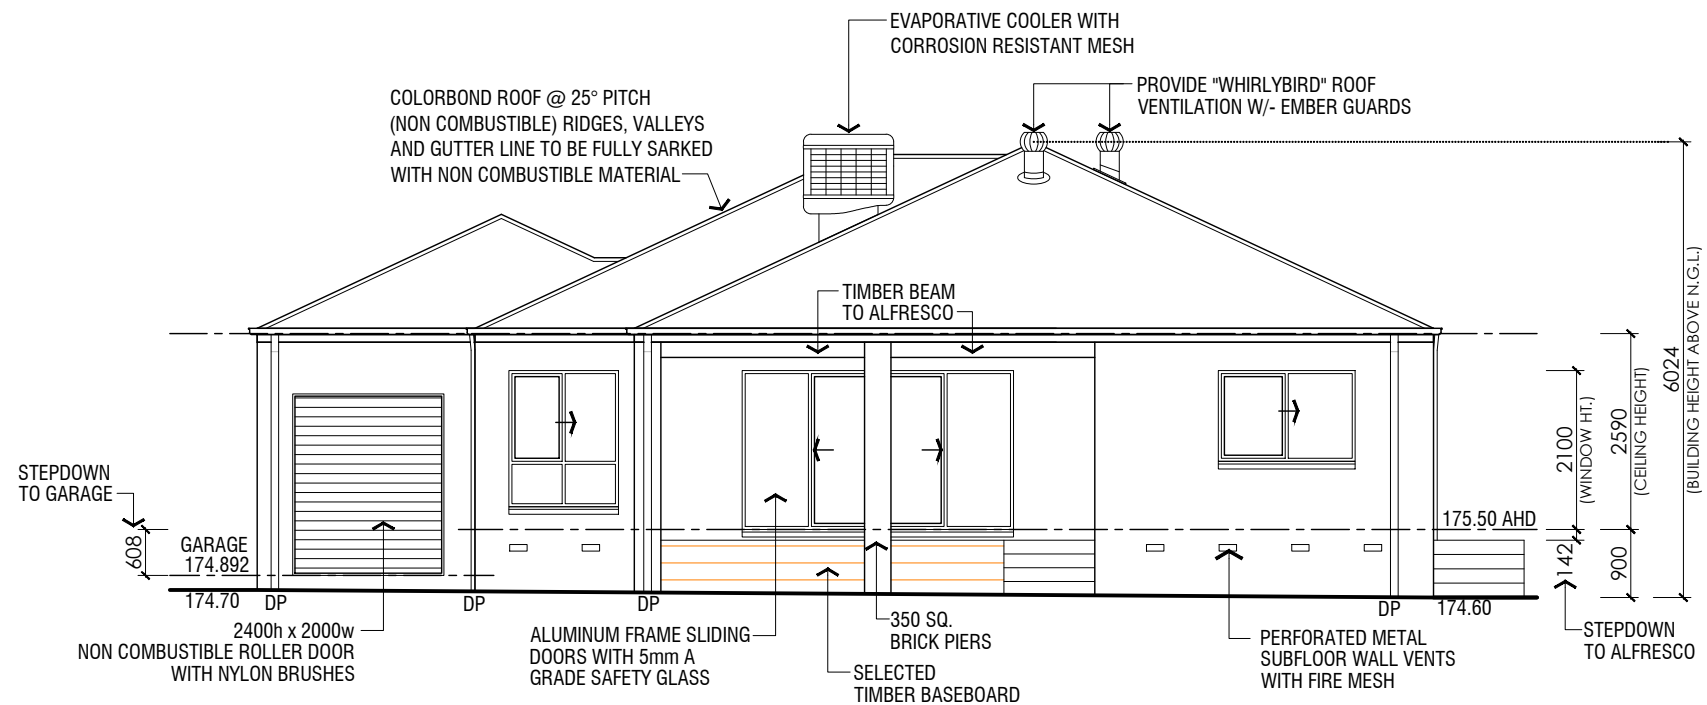 EVAPORATIVE COOLER WITH
CORROSION RESISTANT MESH
PROVIDE "WHIRLYBIRD" ROOF
VENTILATION W/- EMBER GUARDS
COLORBOND ROOF @ 25° PITCH
(NON COMBUSTIBLE) RIDGES, VALLEYS
AND GUTTER LINE TO BE FULLY SARKED
WITH NON COMBUSTIBLE MATERIAL
TIMBER BEAM
TO ALFRESCO
6024
(BUILDING HEIGHT ABOVE N.G.L.)
2590
(CEILING HEIGHT)
2100
(WINDOW HT.)
STEPDOWN
TO GARAGE
608
GARAGE
174.892
175.50 AHD
142
900
174.70
DP
DP
DP
DP
174.60
2400h x 2000w
NON COMBUSTIBLE ROLLER DOOR
WITH NYLON BRUSHES
ALUMINUM FRAME SLIDING
DOORS WITH 5mm A
GRADE SAFETY GLASS
350 SQ.
BRICK PIERS
SELECTED
TIMBER BASEBOARD
PERFORATED METAL
SUBFLOOR WALL VENTS
WITH FIRE MESH
STEPDOWN
TO ALFRESCO